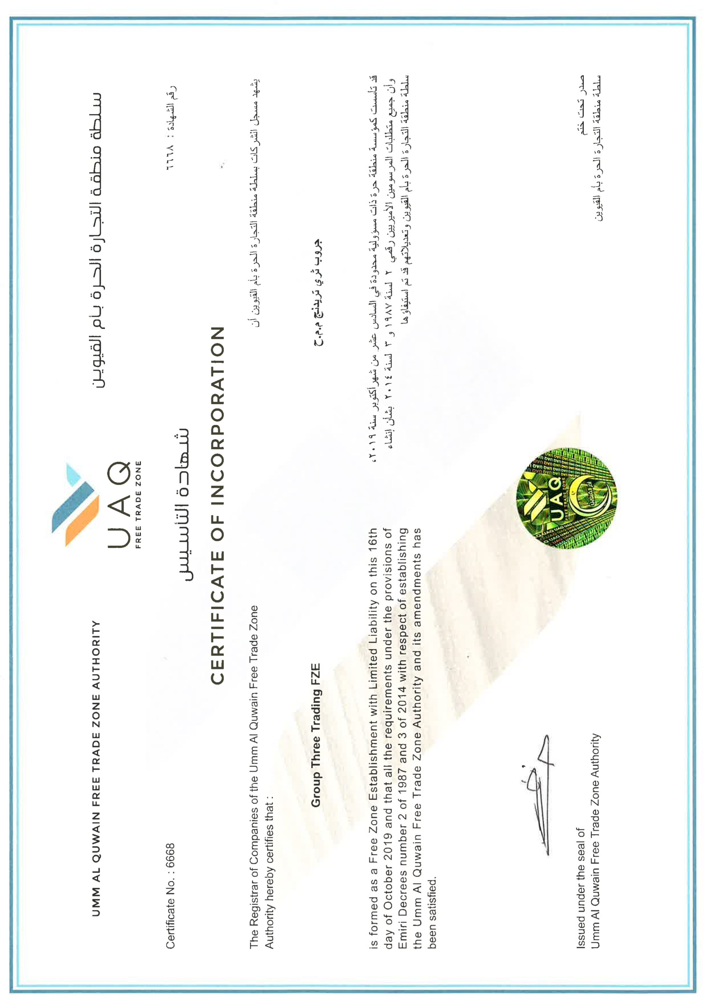 UMM AL QUWAIN FREE TRADE ZONE AUTHORITY
UAQ
FREE TRADE ZONE
سلطة منطقة التجارة الحرة بأم القيوين
Certificate No. : 6668
رقم الشهادة : ٦٦٦٨
شهادة التأسيس
CERTIFICATE OF INCORPORATION
The Registrar of Companies of the Umm Al Quwain Free Trade Zone
Authority hereby certifies that :
يشهد مسجل الشركات بسلطة منطقة التجارة الحرة بأم القيوين أن
Group Three Trading FZE
جروب ثري تريدنج م.م.ح
is formed as a Free Zone Establishment with Limited Liability on this 16th
day of October 2019 and that all the requirements under the provisions of
Emiri Decrees number 2 of 1987 and 3 of 2014 with respect of establishing
the Umm Al Quwain Free Trade Zone Authority and its amendments has
been satisfied.
قد تأسست كمؤسسة منطقة حرة ذات مسؤولية محدودة في السادس عشر من شهر أكتوبر سنة ٢٠١٩،
وأن جميع متطلبات المرسومين الأميريين رقمي ٢ لسنة ١٩٨٧ و ٣ لسنة ٢٠١٤ بشأن إنشاء
سلطة منطقة التجارة الحرة بأم القيوين وتعديلاتهم قد تم استيفاؤها
UAQ
FREE TRADE ZONE
أم القيوين
Issued under the seal of
Umm Al Quwain Free Trade Zone Authority
صدر تحت ختم
سلطة منطقة التجارة الحرة بأم القيوين